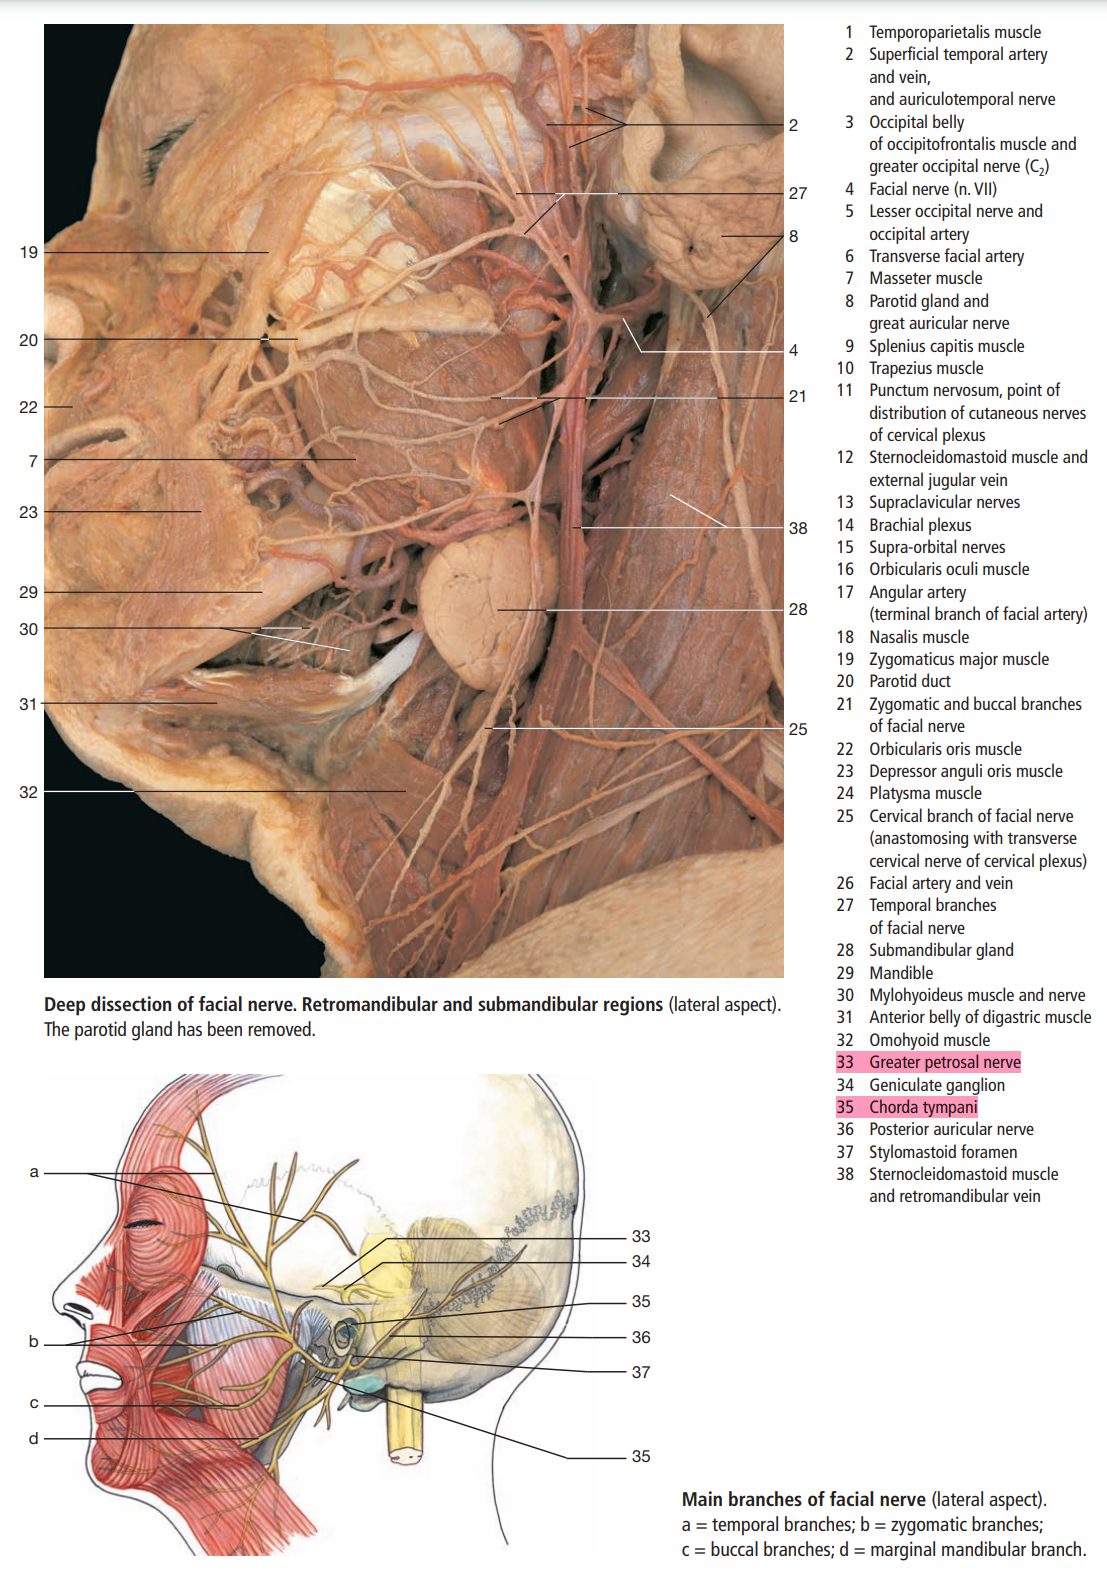 2
27
8
4
21
38
28
25
19
20
22
7
23
29
30
31
32
1 Temporoparietalis muscle
2 Superficial temporal artery
and vein,
and auriculotemporal nerve
3 Occipital belly
of occipitofrontalis muscle and
greater occipital nerve (C₂)
4 Facial nerve (n. VII)
5 Lesser occipital nerve and
occipital artery
6 Transverse facial artery
7 Masseter muscle
8 Parotid gland and
great auricular nerve
9 Splenius capitis muscle
10 Trapezius muscle
11 Punctum nervosum, point of
distribution of cutaneous nerves
of cervical plexus
12 Sternocleidomastoid muscle and
external jugular vein
13 Supraclavicular nerves
14 Brachial plexus
15 Supra-orbital nerves
16 Orbicularis oculi muscle
17 Angular artery
(terminal branch of facial artery)
18 Nasalis muscle
19 Zygomaticus major muscle
20 Parotid duct
21 Zygomatic and buccal branches
of facial nerve
22 Orbicularis oris muscle
23 Depressor anguli oris muscle
24 Platysma muscle
25 Cervical branch of facial nerve
(anastomosing with transverse
cervical nerve of cervical plexus)
26 Facial artery and vein
27 Temporal branches
of facial nerve
28 Submandibular gland
29 Mandible
30 Mylohyoideus muscle and nerve
31 Anterior belly of digastric muscle
32 Omohyoid muscle
33 Greater petrosal nerve
34 Geniculate ganglion
35 Chorda tympani
36 Posterior auricular nerve
37 Stylomastoid foramen
38 Sternocleidomastoid muscle
and retromandibular vein
Deep dissection of facial nerve. Retromandibular and submandibular regions (lateral aspect).
The parotid gland has been removed.
a
b
c
d
33
34
35
36
37
35
Main branches of facial nerve (lateral aspect).
a = temporal branches; b = zygomatic branches;
c = buccal branches; d = marginal mandibular branch.